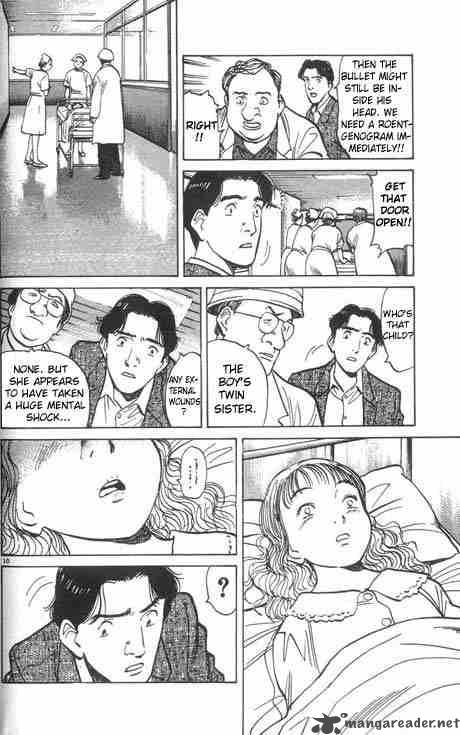 THEN THE
BULLET MIGHT
STILL BE IN-
SIDE HIS
HEAD. WE
NEED A ROENT-
GENOGRAM IM-
MEDIATELY!!
RIGHT
!!
GET
THAT
DOOR
OPEN!!
WHO'S
THAT
CHILD?
THE
BOY'S
TWIN
SISTER.
ANY EX-
TERNAL
WOUNDS
?
NONE. BUT
SHE APPEARS
TO HAVE TAKEN
A HUGE MENTAL
SHOCK...
10
?
mangareader.net